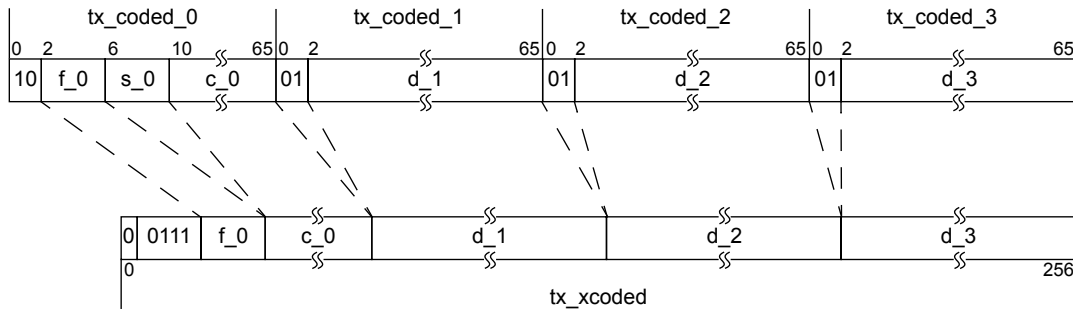 tx_coded_0 tx_coded_1 tx_coded_2 tx_coded_3
0 2 6 10 65 0 2 65 0 2 65 0 2 65
10 f_0 s_0 c_0 01 d_1 01 d_2 01 d_3
0 0111 f_0 c_0 d_1 d_2 d_3
0 256
tx_xcoded